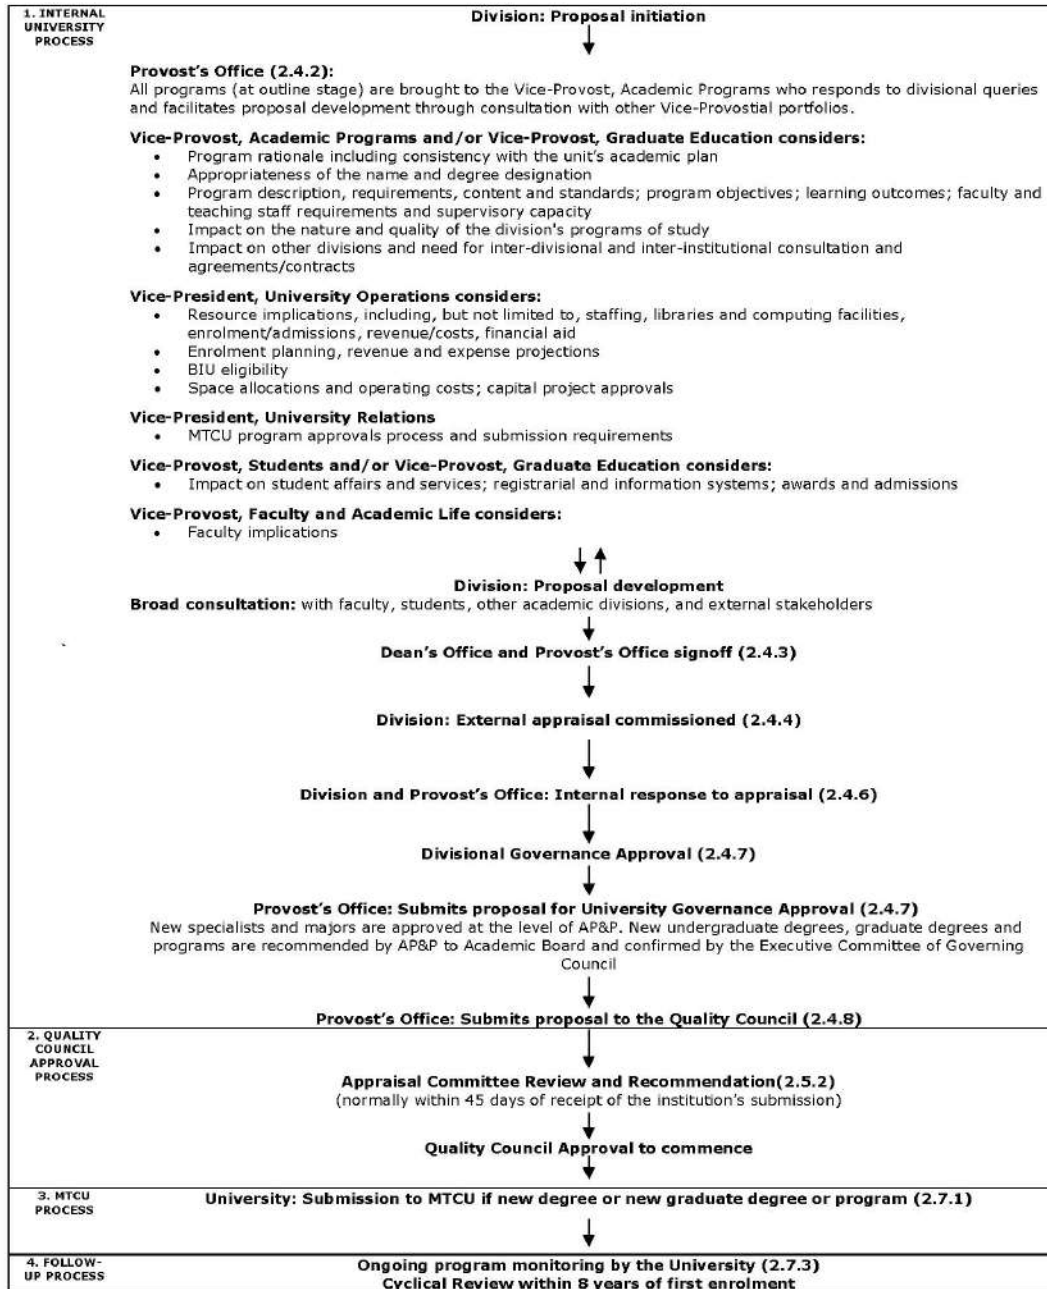 1. INTERNAL
UNIVERSITY
PROCESS
Division: Proposal initiation
Provost's Office (2.4.2):
All programs (at outline stage) are brought to the Vice-Provost, Academic Programs who responds to divisional queries
and facilitates proposal development through consultation with other Vice-Provostial portfolios.
Vice-Provost, Academic Programs and/or Vice-Provost, Graduate Education considers:
• Program rationale including consistency with the unit's academic plan
• Appropriateness of the name and degree designation
• Program description, requirements, content and standards; program objectives; learning outcomes; faculty and
teaching staff requirements and supervisory capacity
• Impact on the nature and quality of the division's programs of study
• Impact on other divisions and need for inter-divisional and inter-institutional consultation and
agreements/contracts
Vice-President, University Operations considers:
• Resource implications, including, but not limited to, staffing, libraries and computing facilities,
enrolment/admissions, revenue/costs, financial aid
• Enrolment planning, revenue and expense projections
• BIU eligibility
• Space allocations and operating costs; capital project approvals
Vice-President, University Relations
• MTCU program approvals process and submission requirements
Vice-Provost, Students and/or Vice-Provost, Graduate Education considers:
• Impact on student affairs and services; registrarial and information systems; awards and admissions
Vice-Provost, Faculty and Academic Life considers:
• Faculty implications
Division: Proposal development
Broad consultation: with faculty, students, other academic divisions, and external stakeholders
Dean's Office and Provost's Office signoff (2.4.3)
Division: External appraisal commissioned (2.4.4)
Division and Provost's Office: Internal response to appraisal (2.4.6)
Divisional Governance Approval (2.4.7)
Provost's Office: Submits proposal for University Governance Approval (2.4.7)
New specialists and majors are approved at the level of AP&P. New undergraduate degrees, graduate degrees and
programs are recommended by AP&P to Academic Board and confirmed by the Executive Committee of Governing
Council
Provost's Office: Submits proposal to the Quality Council (2.4.8)
2. QUALITY
COUNCIL
APPROVAL
PROCESS
Appraisal Committee Review and Recommendation(2.5.2)
(normally within 45 days of receipt of the institution's submission)
Quality Council Approval to commence
3. MTCU
PROCESS
University: Submission to MTCU if new degree or new graduate degree or program (2.7.1)
4. FOLLOW-
UP PROCESS
Ongoing program monitoring by the University (2.7.3)
Cyclical Review within 8 years of first enrolment